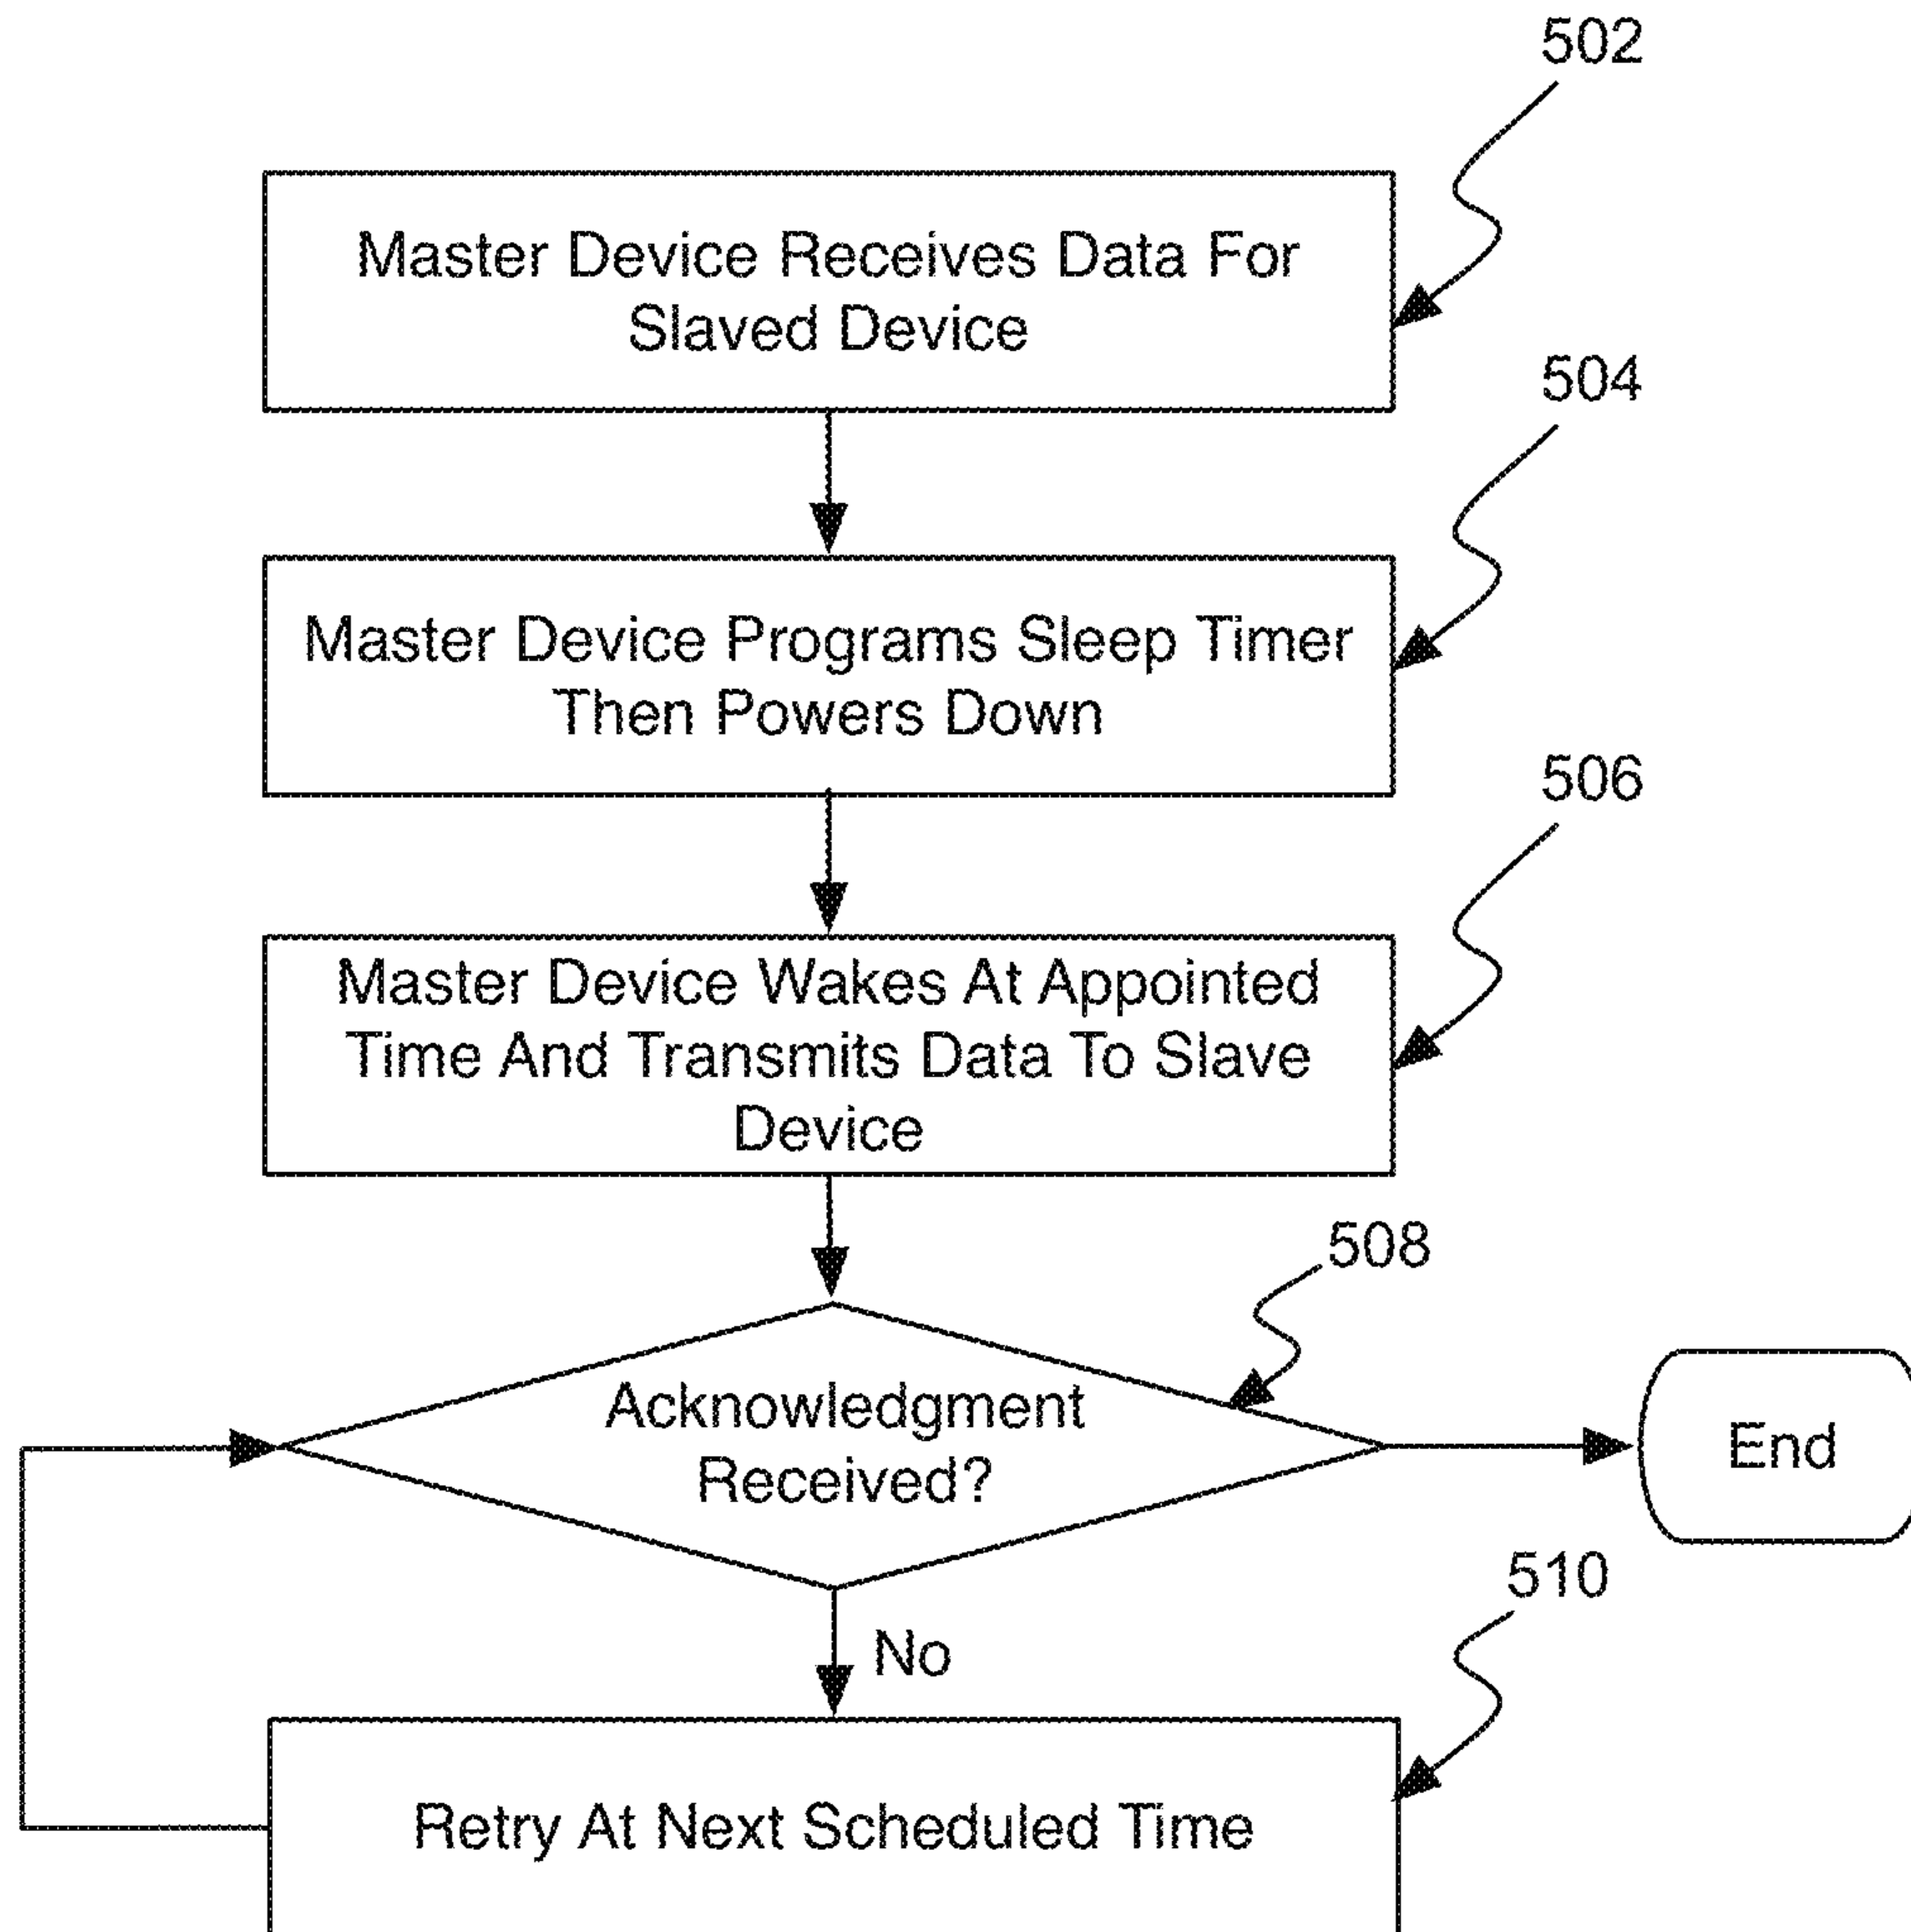 502
Master Device Receives Data For
Slaved Device
504
Master Device Programs Sleep Timer
Then Powers Down
506
Master Device Wakes At Appointed
Time And Transmits Data To Slave
Device
508
Acknowledgment
Received?
End
510
No
Retry At Next Scheduled Time